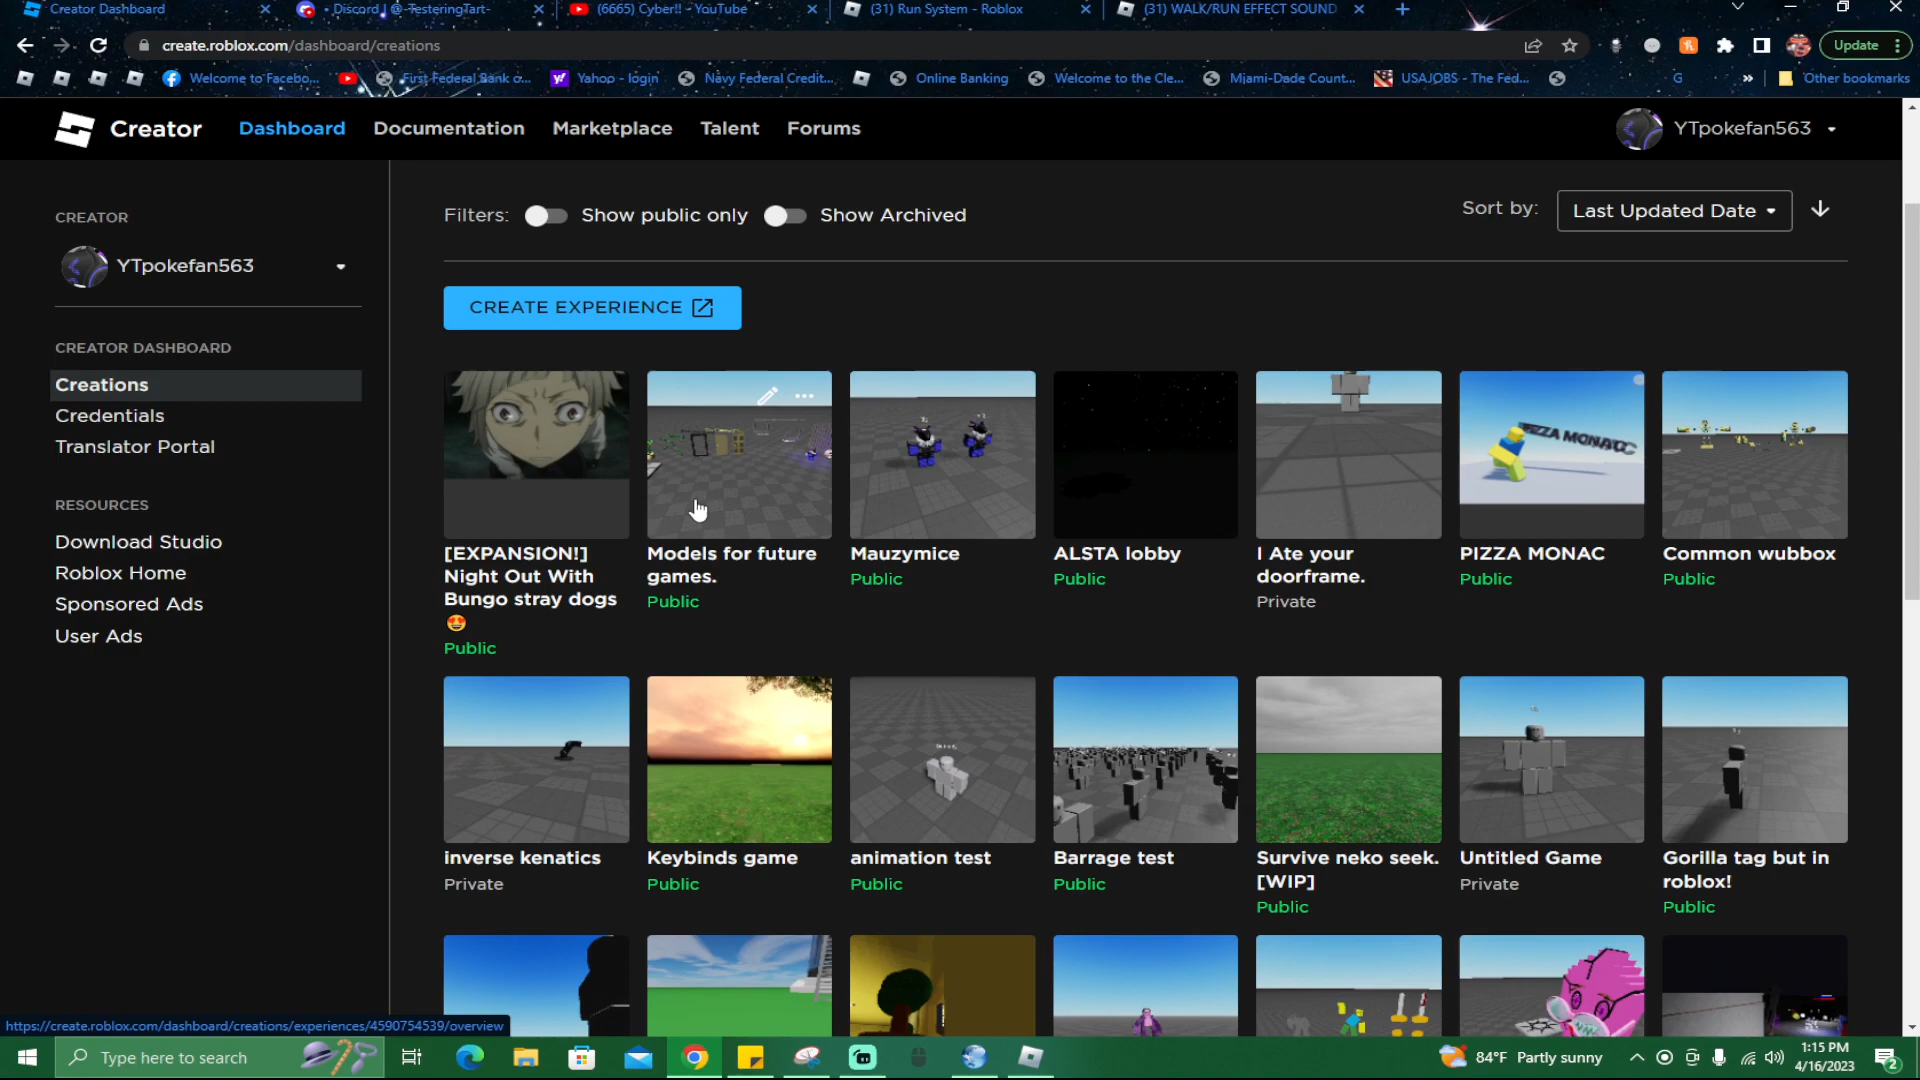 Creator Dashboard
• Discord | @-TesteringTart-
(6665) Cyber!! - YouTube
(31) Run System - Roblox
(31) WALK/RUN EFFECT SOUND
create.roblox.com/dashboard/creations
Update
Welcome to Facebo...
First Federal Bank o...
Yahoo - login
Navy Federal Credit...
Online Banking
Welcome to the Cle...
Miami-Dade Count...
USAJOBS - The Fed...
G
»
Other bookmarks
Creator
Dashboard
Documentation
Marketplace
Talent
Forums
YTpokefan563
CREATOR
YTpokefan563
CREATOR DASHBOARD
Creations
Credentials
Translator Portal
RESOURCES
Download Studio
Roblox Home
Sponsored Ads
User Ads
Filters:
Show public only
Show Archived
Sort by:
Last Updated Date
CREATE EXPERIENCE
PIZZA MONAC
[EXPANSION!]
Night Out With
Bungo stray dogs
😍
Public
Models for future
games.
Public
Mauzymice
Public
ALSTA lobby
Public
I Ate your
doorframe.
Private
PIZZA MONAC
Public
Common wubbox
Public
inverse kenatics
Private
Keybinds game
Public
animation test
Public
Barrage test
Public
Survive neko seek.
[WIP]
Public
Untitled Game
Private
Gorilla tag but in
roblox!
Public
https://create.roblox.com/dashboard/creations/experiences/4590754539/overview
Type here to search
84°F Partly sunny
1:15 PM
4/16/2023
2